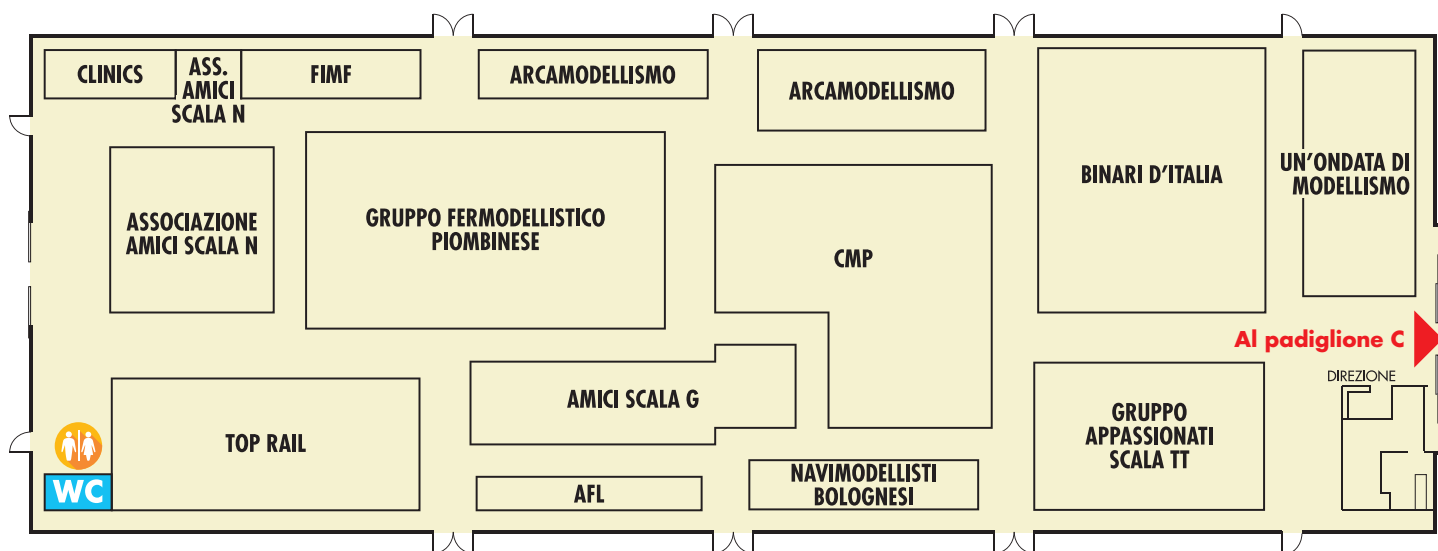 CLINICS
ASS.
AMICI
SCALA N
FIMF
ARCAMODELLISMO
ARCAMODELLISMO
BINARI D'ITALIA
UN'ONDATA DI
MODELLISMO
ASSOCIAZIONE
AMICI SCALA N
GRUPPO FERMODELLISTICO
PIOMBINESE
CMP
Al padiglione C
DIREZIONE
AMICI SCALA G
GRUPPO
APPASSIONATI
SCALA TT
TOP RAIL
WC
AFL
NAVIMODELLISTI
BOLOGNESI